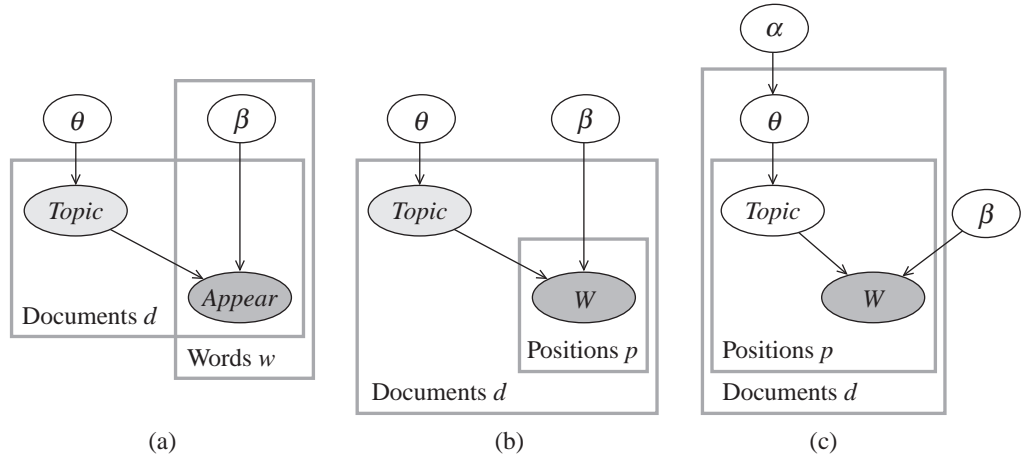 θ
β
Topic
Appear
Documents d
Words w
(a)
θ
β
Topic
W
Positions p
Documents d
(b)
α
θ
Topic
β
W
Positions p
Documents d
(c)